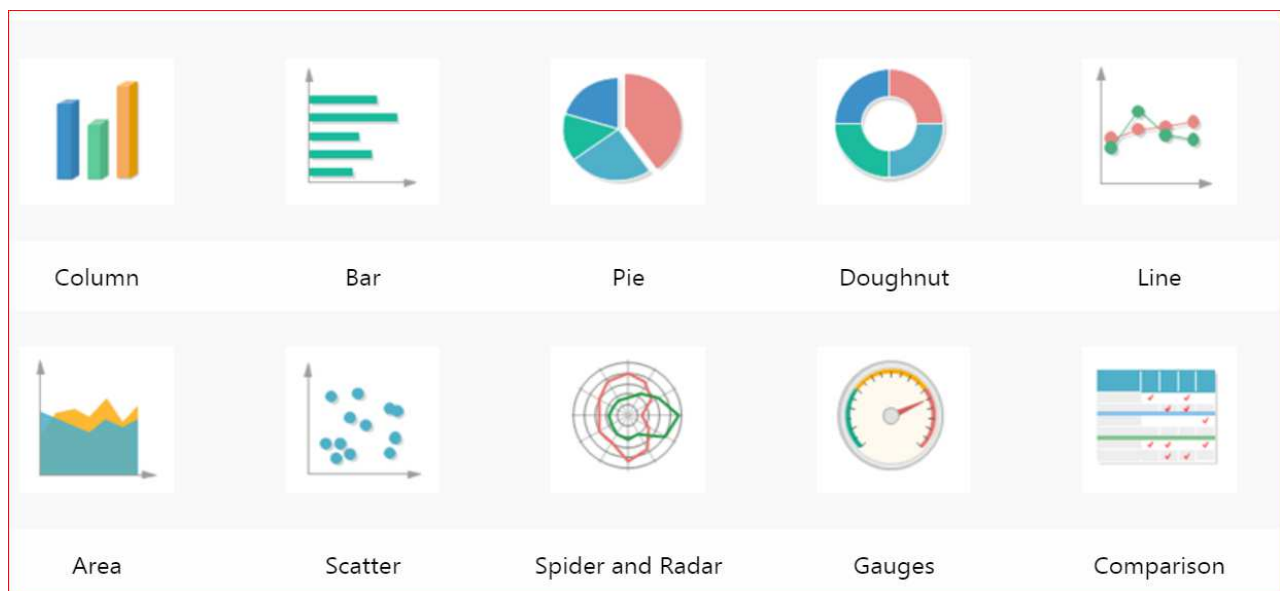 Column Bar Pie Doughnut Line
Area Scatter Spider and Radar Gauges Comparison